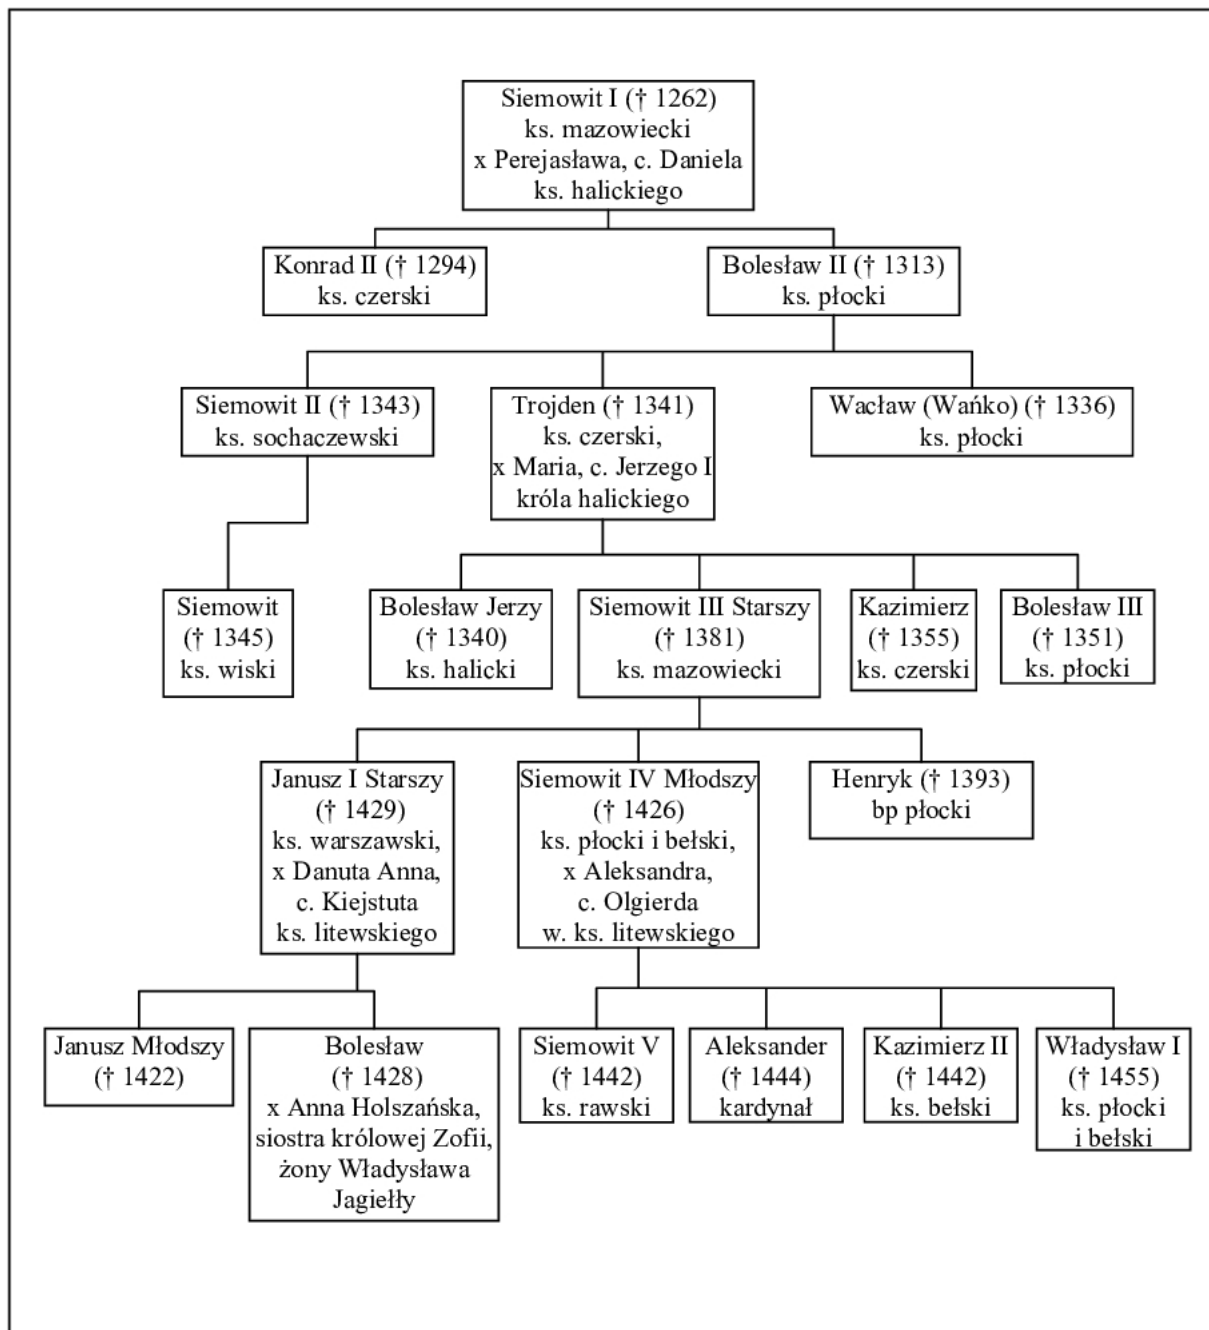 Siemowit I († 1262)
ks. mazowiecki
x Perejasława, c. Daniela
ks. halickiego
Konrad II († 1294)
ks. czerski
Bolesław II († 1313)
ks. płocki
Siemowit II († 1343)
ks. sochaczewski
Trojden († 1341)
ks. czerski,
x Maria, c. Jerzego I
króla halickiego
Wacław (Wańko) († 1336)
ks. płocki
Siemowit
(† 1345)
ks. wiski
Bolesław Jerzy
(† 1340)
ks. halicki
Siemowit III Starszy
(† 1381)
ks. mazowiecki
Kazimierz
(† 1355)
ks. czerski
Bolesław III
(† 1351)
ks. płocki
Janusz I Starszy
(† 1429)
ks. warszawski,
x Danuta Anna,
c. Kiejstuta
ks. litewskiego
Siemowit IV Młodszy
(† 1426)
ks. płocki i bełski,
x Aleksandra,
c. Olgierda
w. ks. litewskiego
Henryk († 1393)
bp płocki
Janusz Młodszy
(† 1422)
Bolesław
(† 1428)
x Anna Holszańska,
siostra królowej Zofii,
żony Władysława
Jagiełły
Siemowit V
(† 1442)
ks. rawski
Aleksander
(† 1444)
kardynał
Kazimierz II
(† 1442)
ks. bełski
Władysław I
(† 1455)
ks. płocki
i bełski